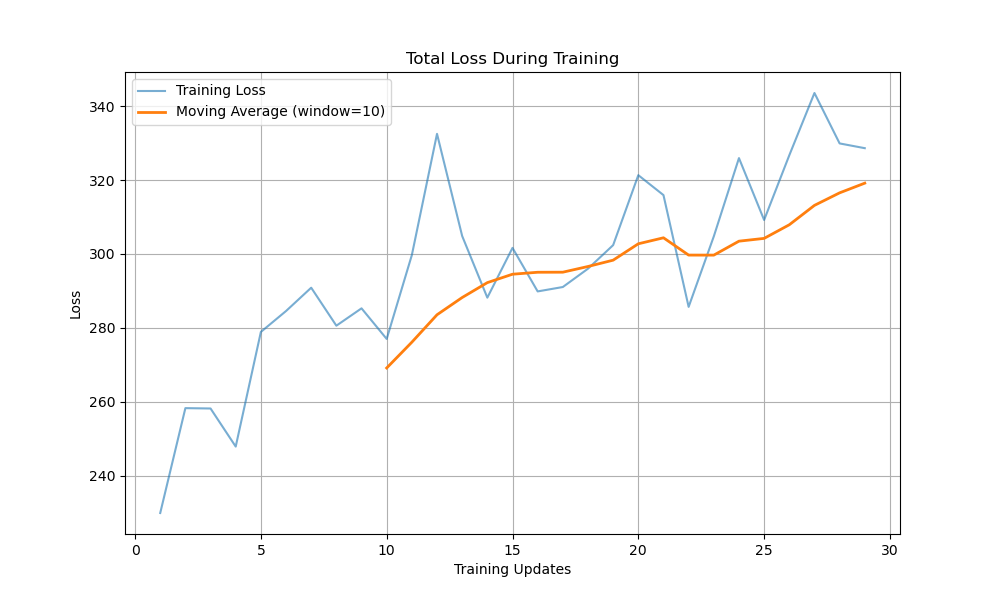 Total Loss During Training
Training Loss
Moving Average (window=10)
340
320
300
280
260
240
Loss
0 5 10 15 20 25 30
Training Updates